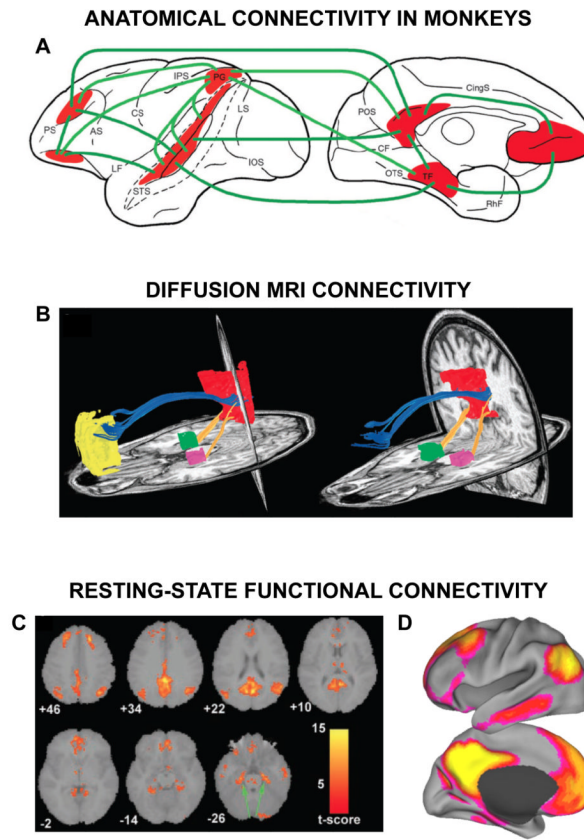 ANATOMICAL CONNECTIVITY IN MONKEYS
A
PS
AS
CS
IPS
PG
LS
LF
STS
IOS
POS
CF
OTS
TF
CingS
RhF
DIFFUSION MRI CONNECTIVITY
B
RESTING-STATE FUNCTIONAL CONNECTIVITY
C
D
+46
+34
+22
+10
-2
-14
-26
15
5
t-score